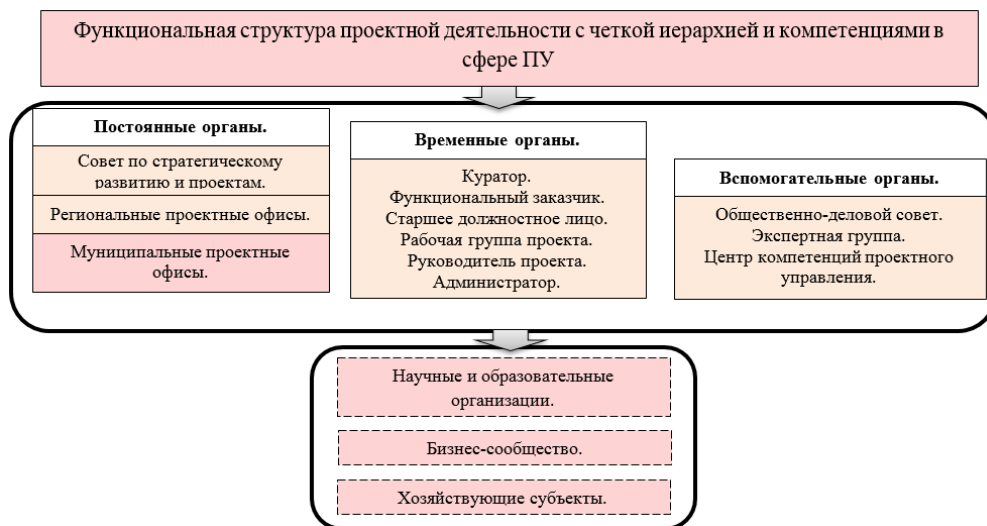 Функциональная структура проектной деятельности с четкой иерархией и компетенциями в
сфере ПУ
Постоянные органы.
Совет по стратегическому
развитию и проектам.
Региональные проектные офисы.
Муниципальные проектные
офисы.
Временные органы.
Куратор.
Функциональный заказчик.
Старшее должностное лицо.
Рабочая группа проекта.
Руководитель проекта.
Администратор.
Вспомогательные органы.
Общественно-деловой совет.
Экспертная группа.
Центр компетенций проектного
управления.
Научные и образовательные
организации.
Бизнес-сообщество.
Хозяйствующие субъекты.